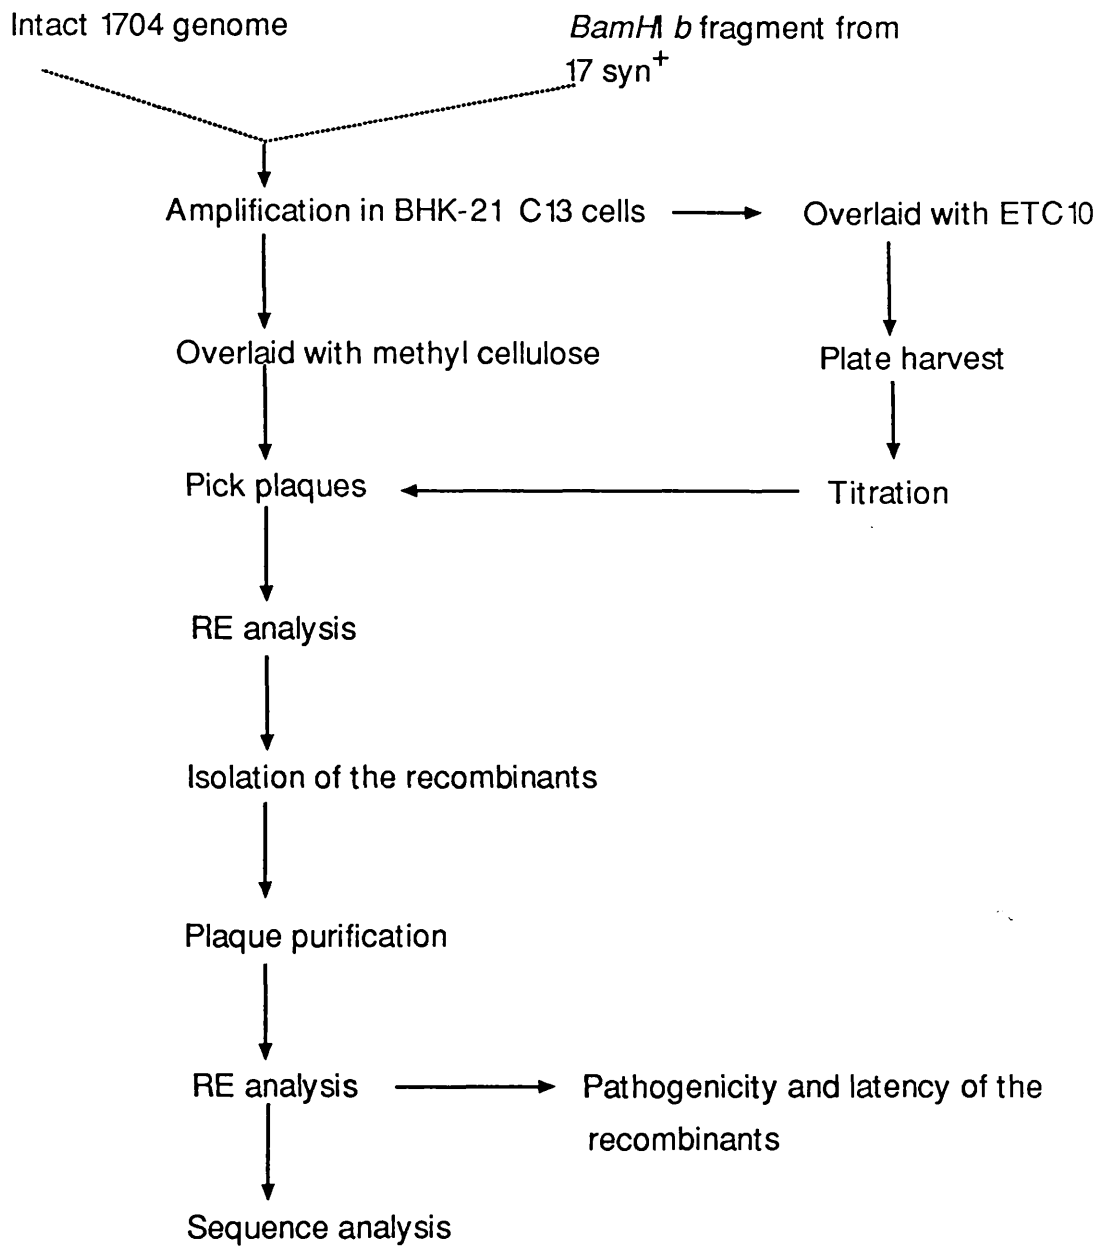 Intact 1704 genome
BamHI b fragment from
17 syn+
Amplification in BHK-21 C13 cells
Overlaid with ETC10
Overlaid with methyl cellulose
Plate harvest
Pick plaques
Titration
RE analysis
Isolation of the recombinants
Plaque purification
RE analysis
Pathogenicity and latency of the
recombinants
Sequence analysis